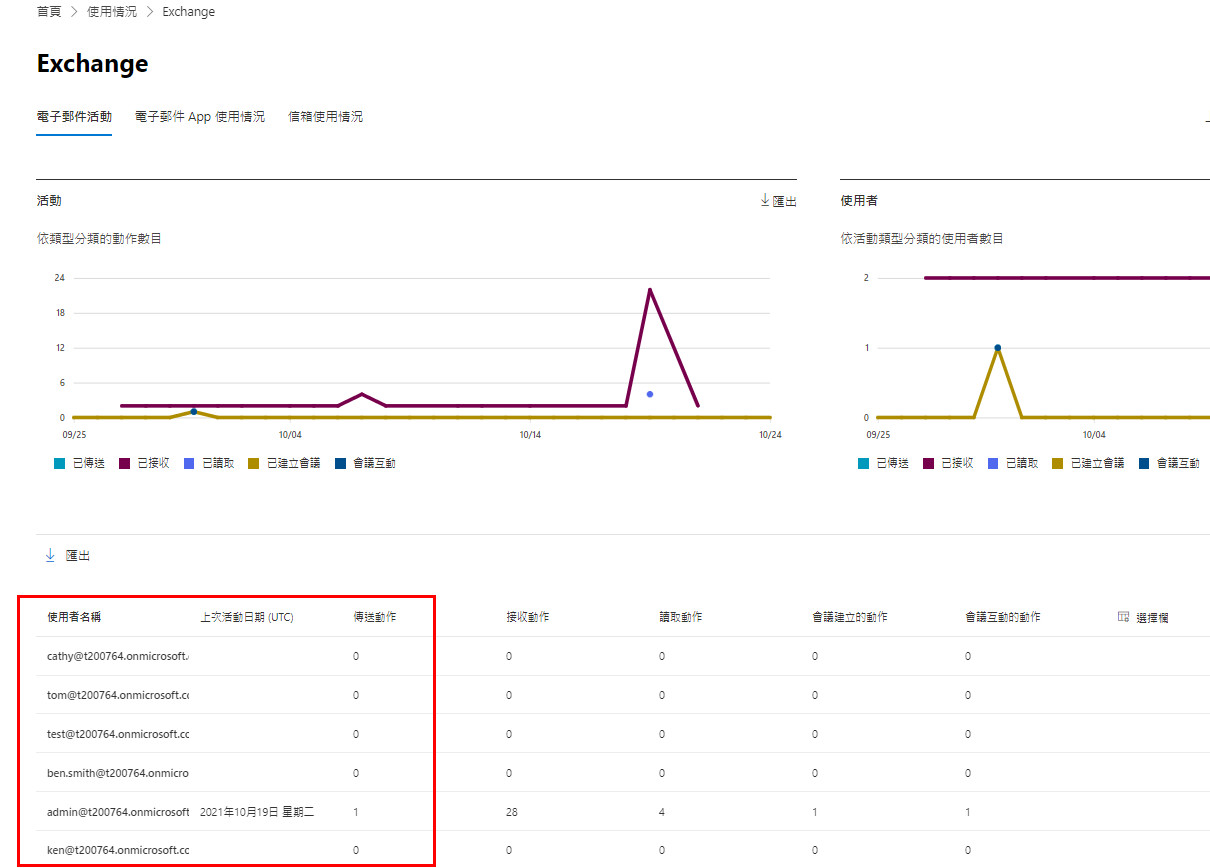 首頁 > 使用情況 > Exchange
Exchange
電子郵件活動 電子郵件 App 使用情況 信箱使用情況
活動 匯出 使用者
依類型分類的動作數目 依活動類型分類的使用者數目
24 2
18
12 1
6
0 0
09/25 10/04 10/14 10/24 09/25 10/04
已傳送 已接收 已讀取 已建立會議 會議互動 已傳送 已接收 已讀取 已建立會議 會議互動
匯出
使用者名稱 上次活動日期 (UTC) 傳送動作 接收動作 讀取動作 會議建立的動作 會議互動的動作 選擇欄
cathy@t200764.onmicrosoft. 0 0 0 0 0
tom@t200764.onmicrosoft.cc 0 0 0 0 0
test@t200764.onmicrosoft.cc 0 0 0 0 0
ben.smith@t200764.onmicro 0 0 0 0 0
admin@t200764.onmicrosoft 2021年10月19日 星期二 1 28 4 1 1
ken@t200764.onmicrosoft.cc 0 0 0 0 0